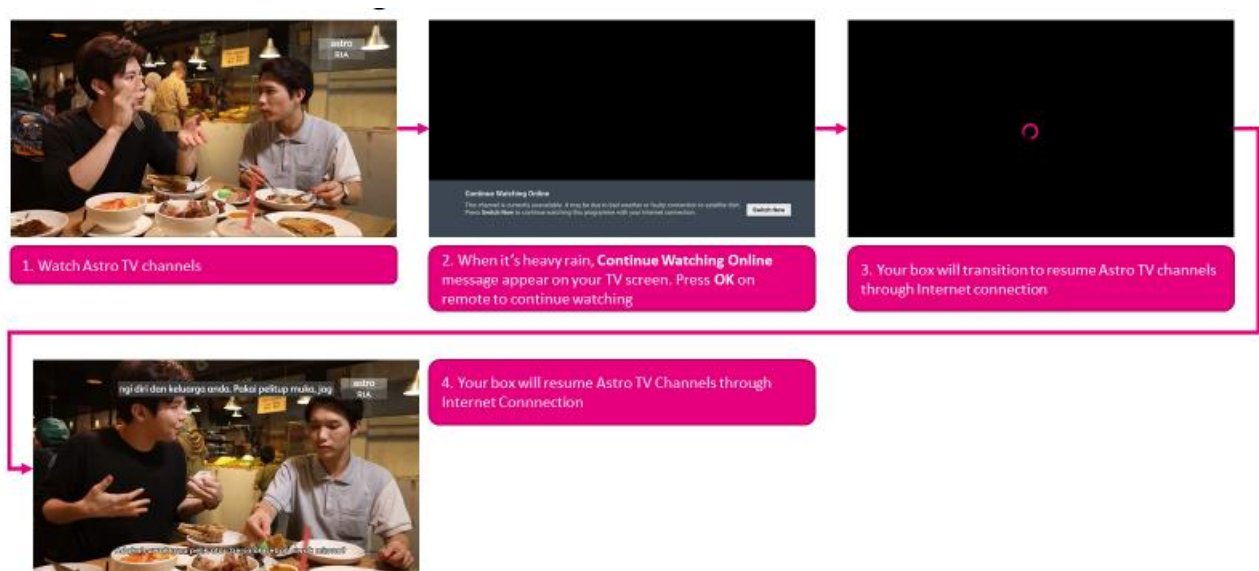 astro
RIA
Continue Watching Online
This channel is currently unavailable. It may be due to bad weather or faulty connection to satellite dish.
Press Switch Now to continue watching this programme with your internet connection.
Switch Now
1. Watch Astro TV channels
2. When it's heavy rain, Continue Watching Online
message appear on your TV screen. Press OK on
remote to continue watching
3. Your box will transition to resume Astro TV channels
through Internet connection
ngi diri dan keluarga anda. Pakai pelitup muka, jag
astro
RIA
4. Your box will resume Astro TV Channels through
Internet Connnection